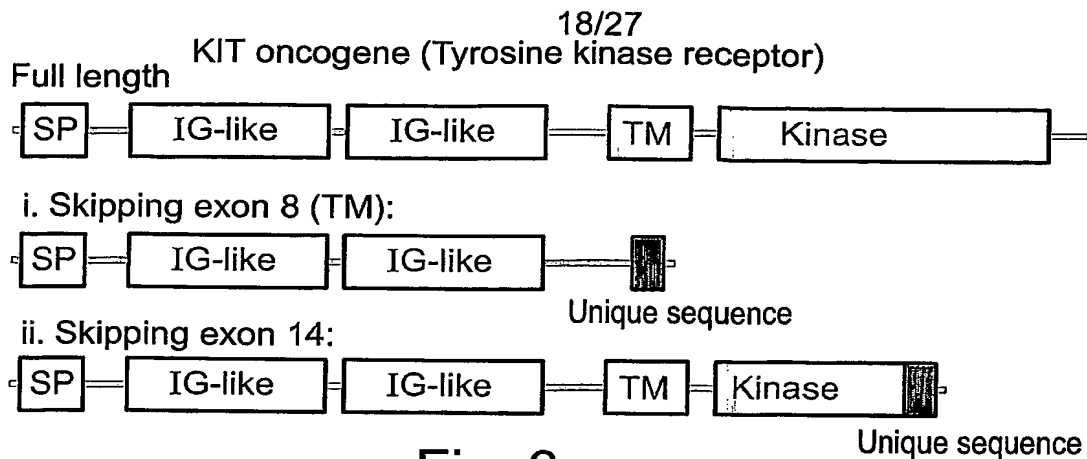 18/27
KIT oncogene (Tyrosine kinase receptor)
Full length
SP IG-like IG-like TM Kinase
i. Skipping exon 8 (TM):
SP IG-like IG-like
Unique sequence
ii. Skipping exon 14:
SP IG-like IG-like TM Kinase
Unique sequence